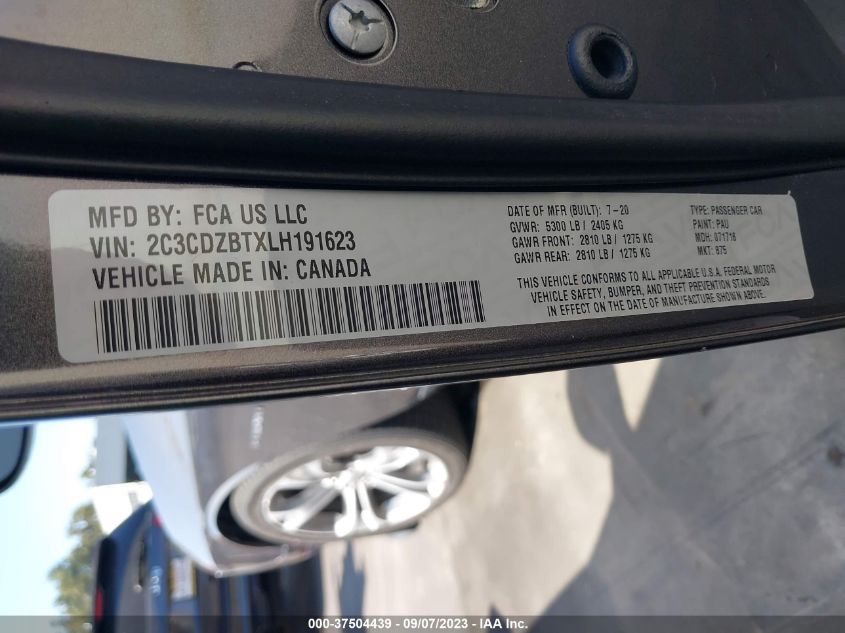 MFD BY: FCA US LLC
VIN: 2C3CDZBTXLH191623
VEHICLE MADE IN: CANADA
DATE OF MFR (BUILT): 7-20
GVWR: 5300 LB / 2405 KG
GAWR FRONT: 2810 LB / 1275 KG
GAWR REAR: 2810 LB / 1275 KG
TYPE: PASSENGER CAR
PAINT: PAU
MDH: 071718
MKT: 875
THIS VEHICLE CONFORMS TO ALL APPLICABLE U.S.A. FEDERAL MOTOR
VEHICLE SAFETY, BUMPER, AND THEFT PREVENTION STANDARDS
IN EFFECT ON THE DATE OF MANUFACTURE SHOWN ABOVE.
000-37504439 - 09/07/2023 - IAAI.COM